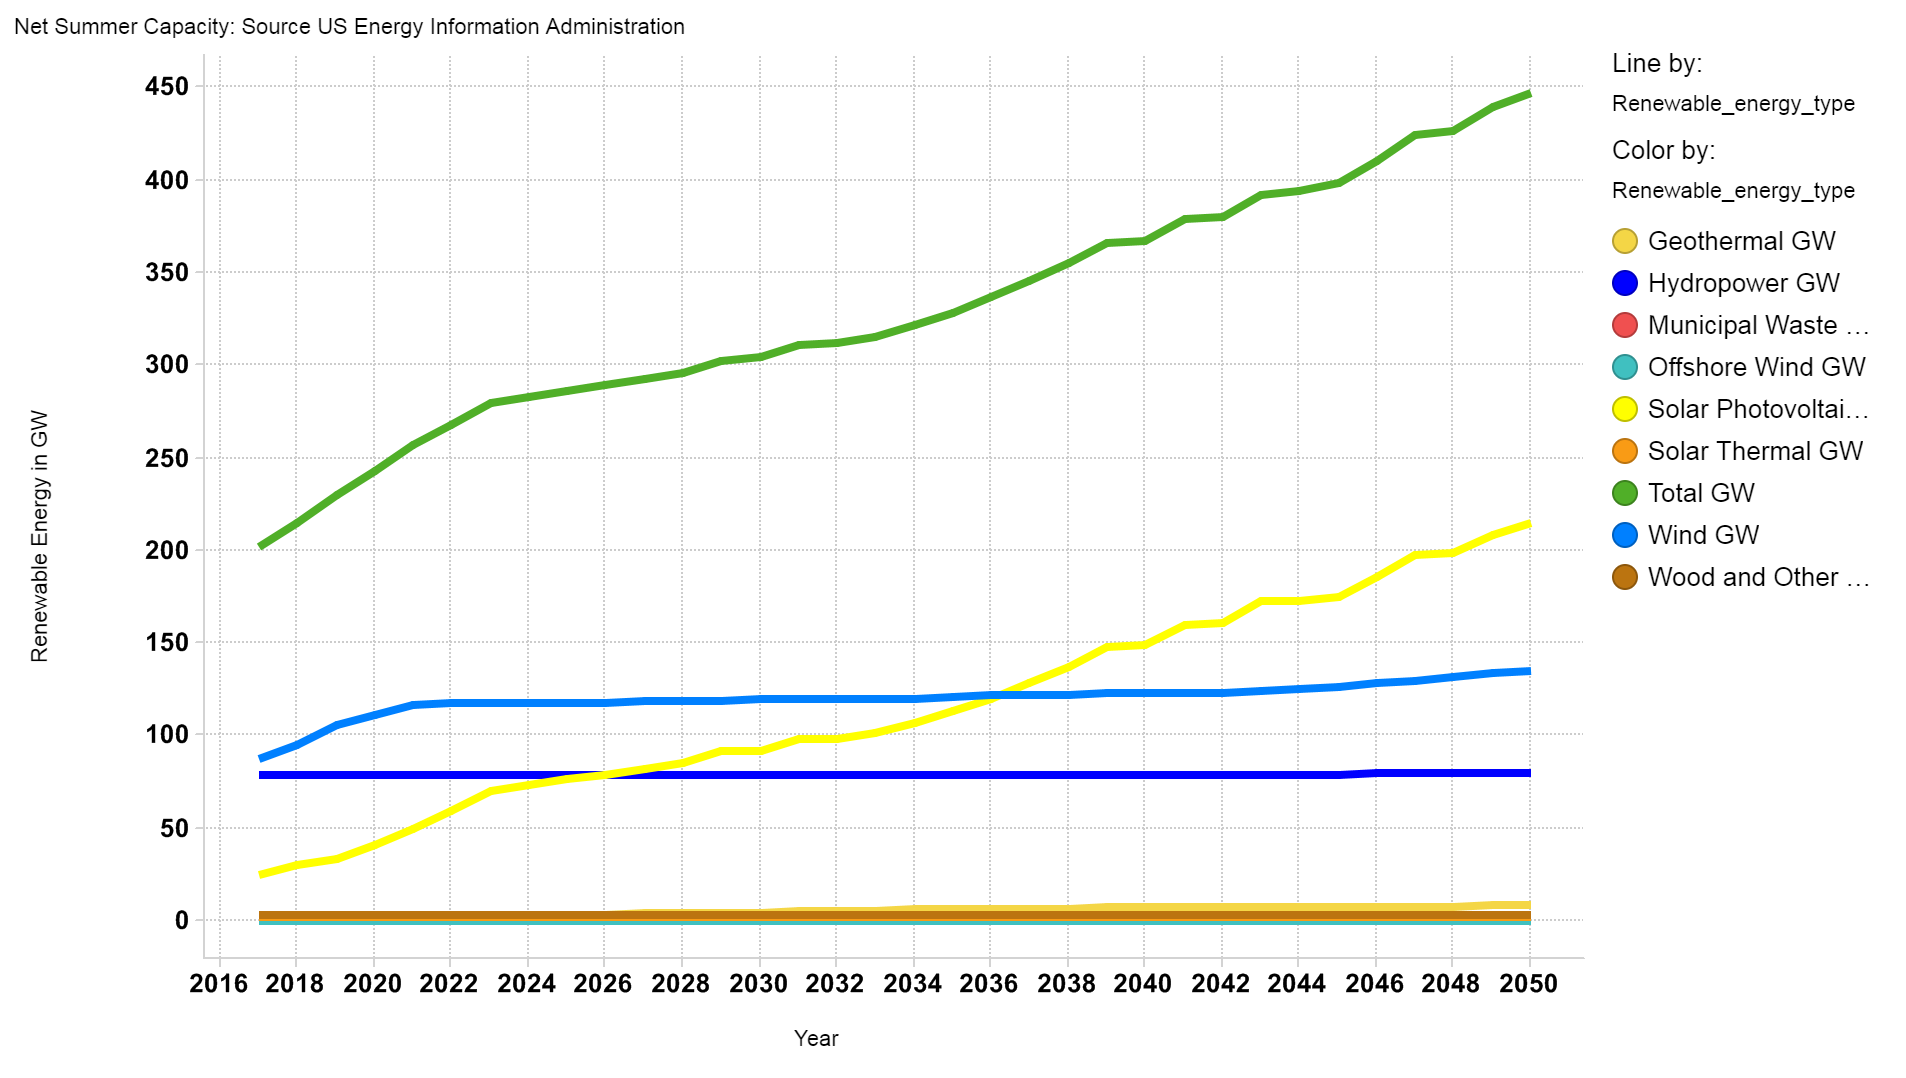 Net Summer Capacity: Source US Energy Information Administration
450
400
350
300
250
200
150
100
50
0
Renewable Energy in GW
2016 2018 2020 2022 2024 2026 2028 2030 2032 2034 2036 2038 2040 2042 2044 2046 2048 2050
Year
Line by:
Renewable_energy_type
Color by:
Renewable_energy_type
Geothermal GW
Hydropower GW
Municipal Waste …
Offshore Wind GW
Solar Photovoltai…
Solar Thermal GW
Total GW
Wind GW
Wood and Other …